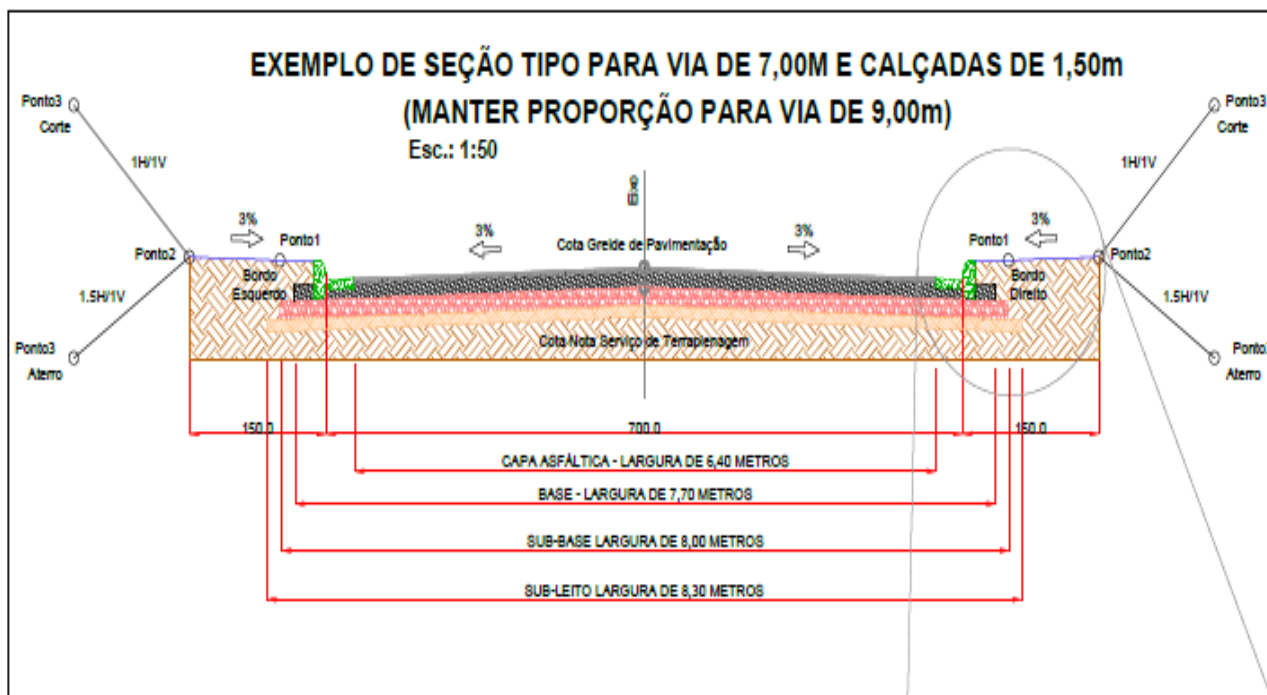 EXEMPLO DE SEÇÃO TIPO PARA VIA DE 7,00M E CALÇADAS DE 1,50m
(MANTER PROPORÇÃO PARA VIA DE 9,00m)
Esc.: 1:50
Ponto3
Corte
Ponto3
Corte
1H/1V
1H/1V
Eixo
3%
3%
3%
3%
Ponto2
Ponto1
Cota Greide de Pavimentação
Ponto1
Ponto2
Bordo
Esquerdo
Bordo
Direito
1.5H/1V
1.5H/1V
Ponto3
Aterro
Cota Nota Serviço de Terraplenagem
Ponto3
Aterro
150.0
700.0
150.0
CAPA ASFÁLTICA - LARGURA DE 6,40 METROS
BASE - LARGURA DE 7,70 METROS
SUB-BASE LARGURA DE 8,00 METROS
SUB-LEITO LARGURA DE 8,30 METROS